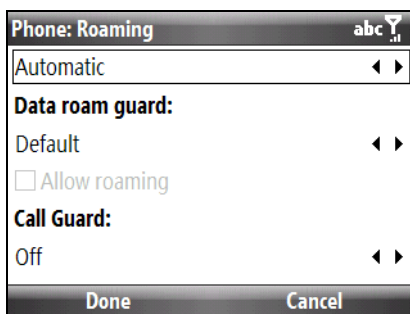 Phone: Roaming abc
Automatic
Data roam guard:
Default
Allow roaming
Call Guard:
Off
Done Cancel